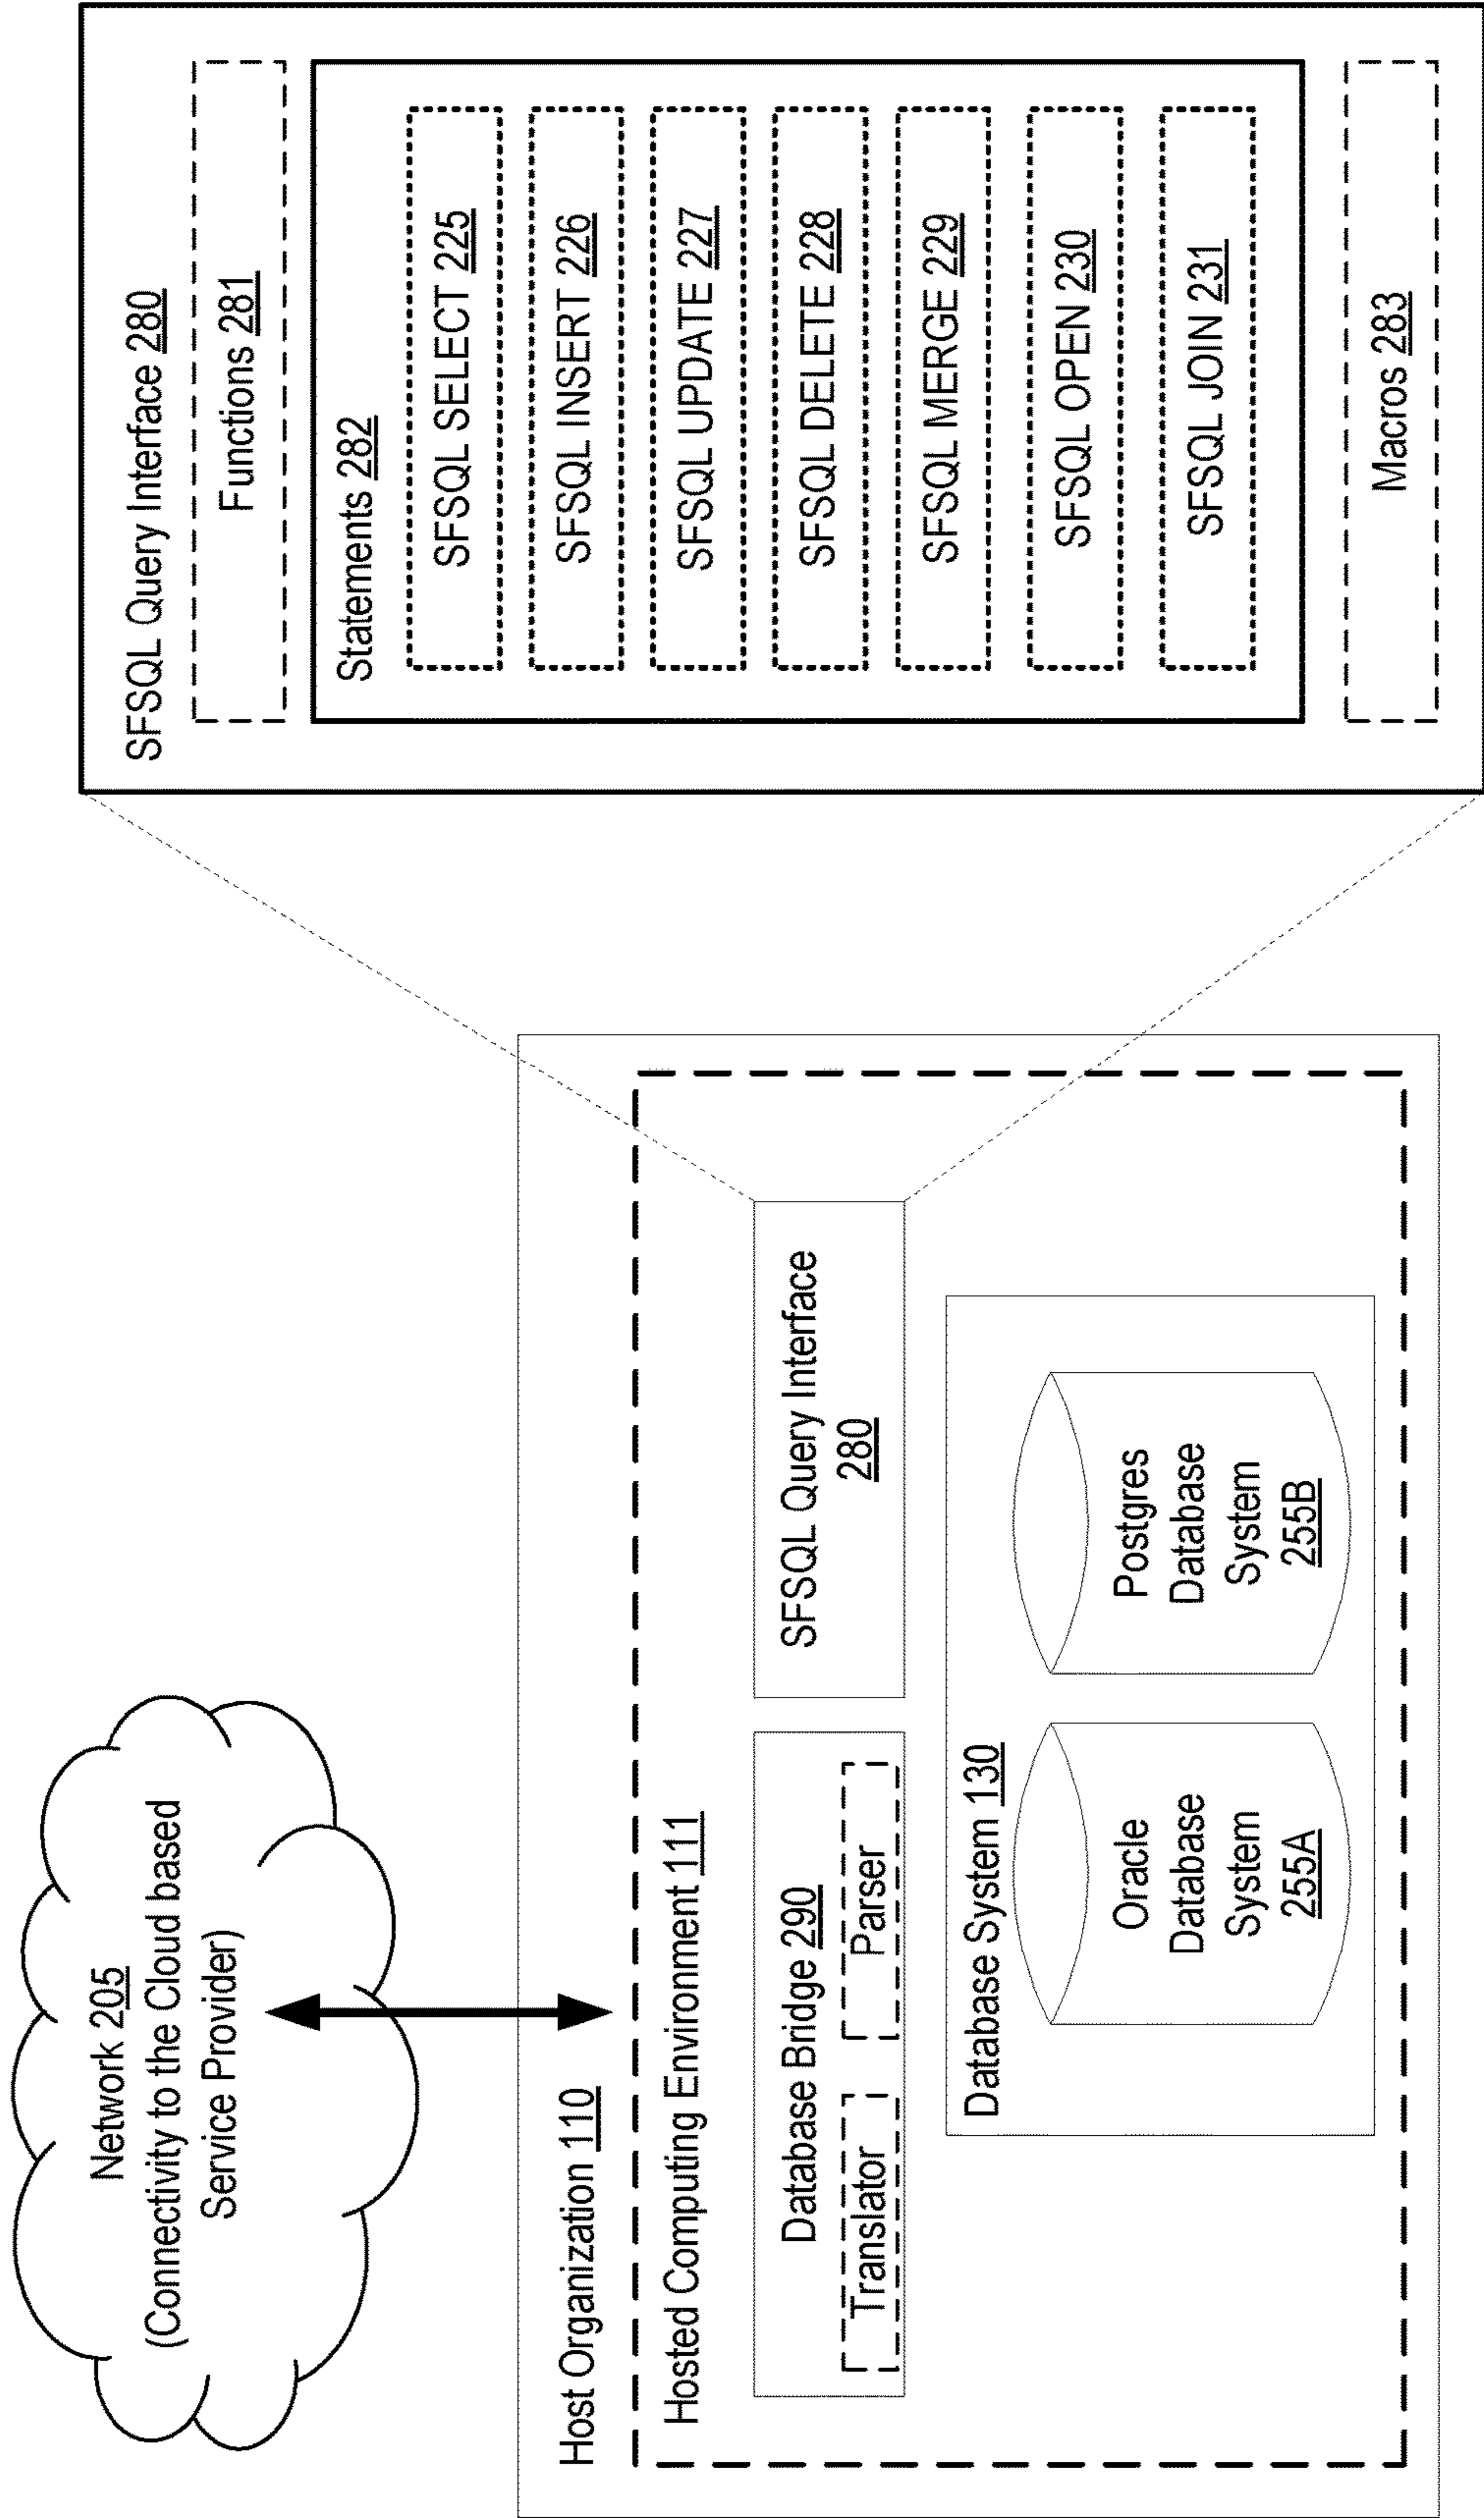 Network 205
(Connectivity to the Cloud based
Service Provider)
Host Organization 110
Hosted Computing Environment 111
Database Bridge 290
Translator
Parser
SFSQL Query Interface
280
Database System 130
Oracle
Database
System
255A
Postgres
Database
System
255B
SFSQL Query Interface 280
Functions 281
Statements 282
SFSQL SELECT 225
SFSQL INSERT 226
SFSQL UPDATE 227
SFSQL DELETE 228
SFSQL MERGE 229
SFSQL OPEN 230
SFSQL JOIN 231
Macros 283